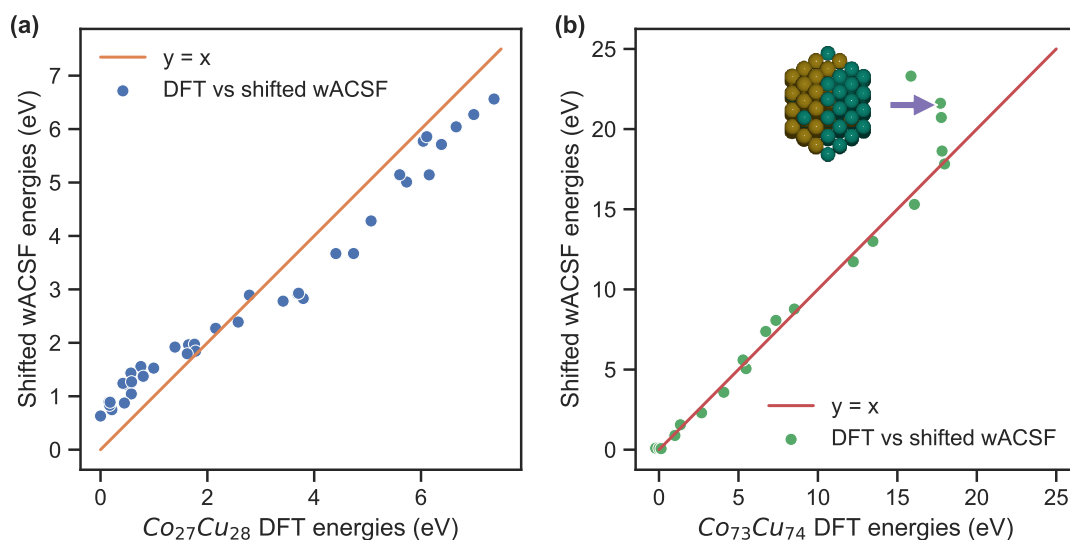 (a)
y = x
DFT vs shifted wACSF
Shifted wACSF energies (eV)
7
6
5
4
3
2
1
0
0 2 4 6
Co₂₇Cu₂₈ DFT energies (eV)
(b)
Shifted wACSF energies (eV)
25
20
15
10
5
0
y = x
DFT vs shifted wACSF
0 5 10 15 20 25
Co₇₃Cu₇₄ DFT energies (eV)